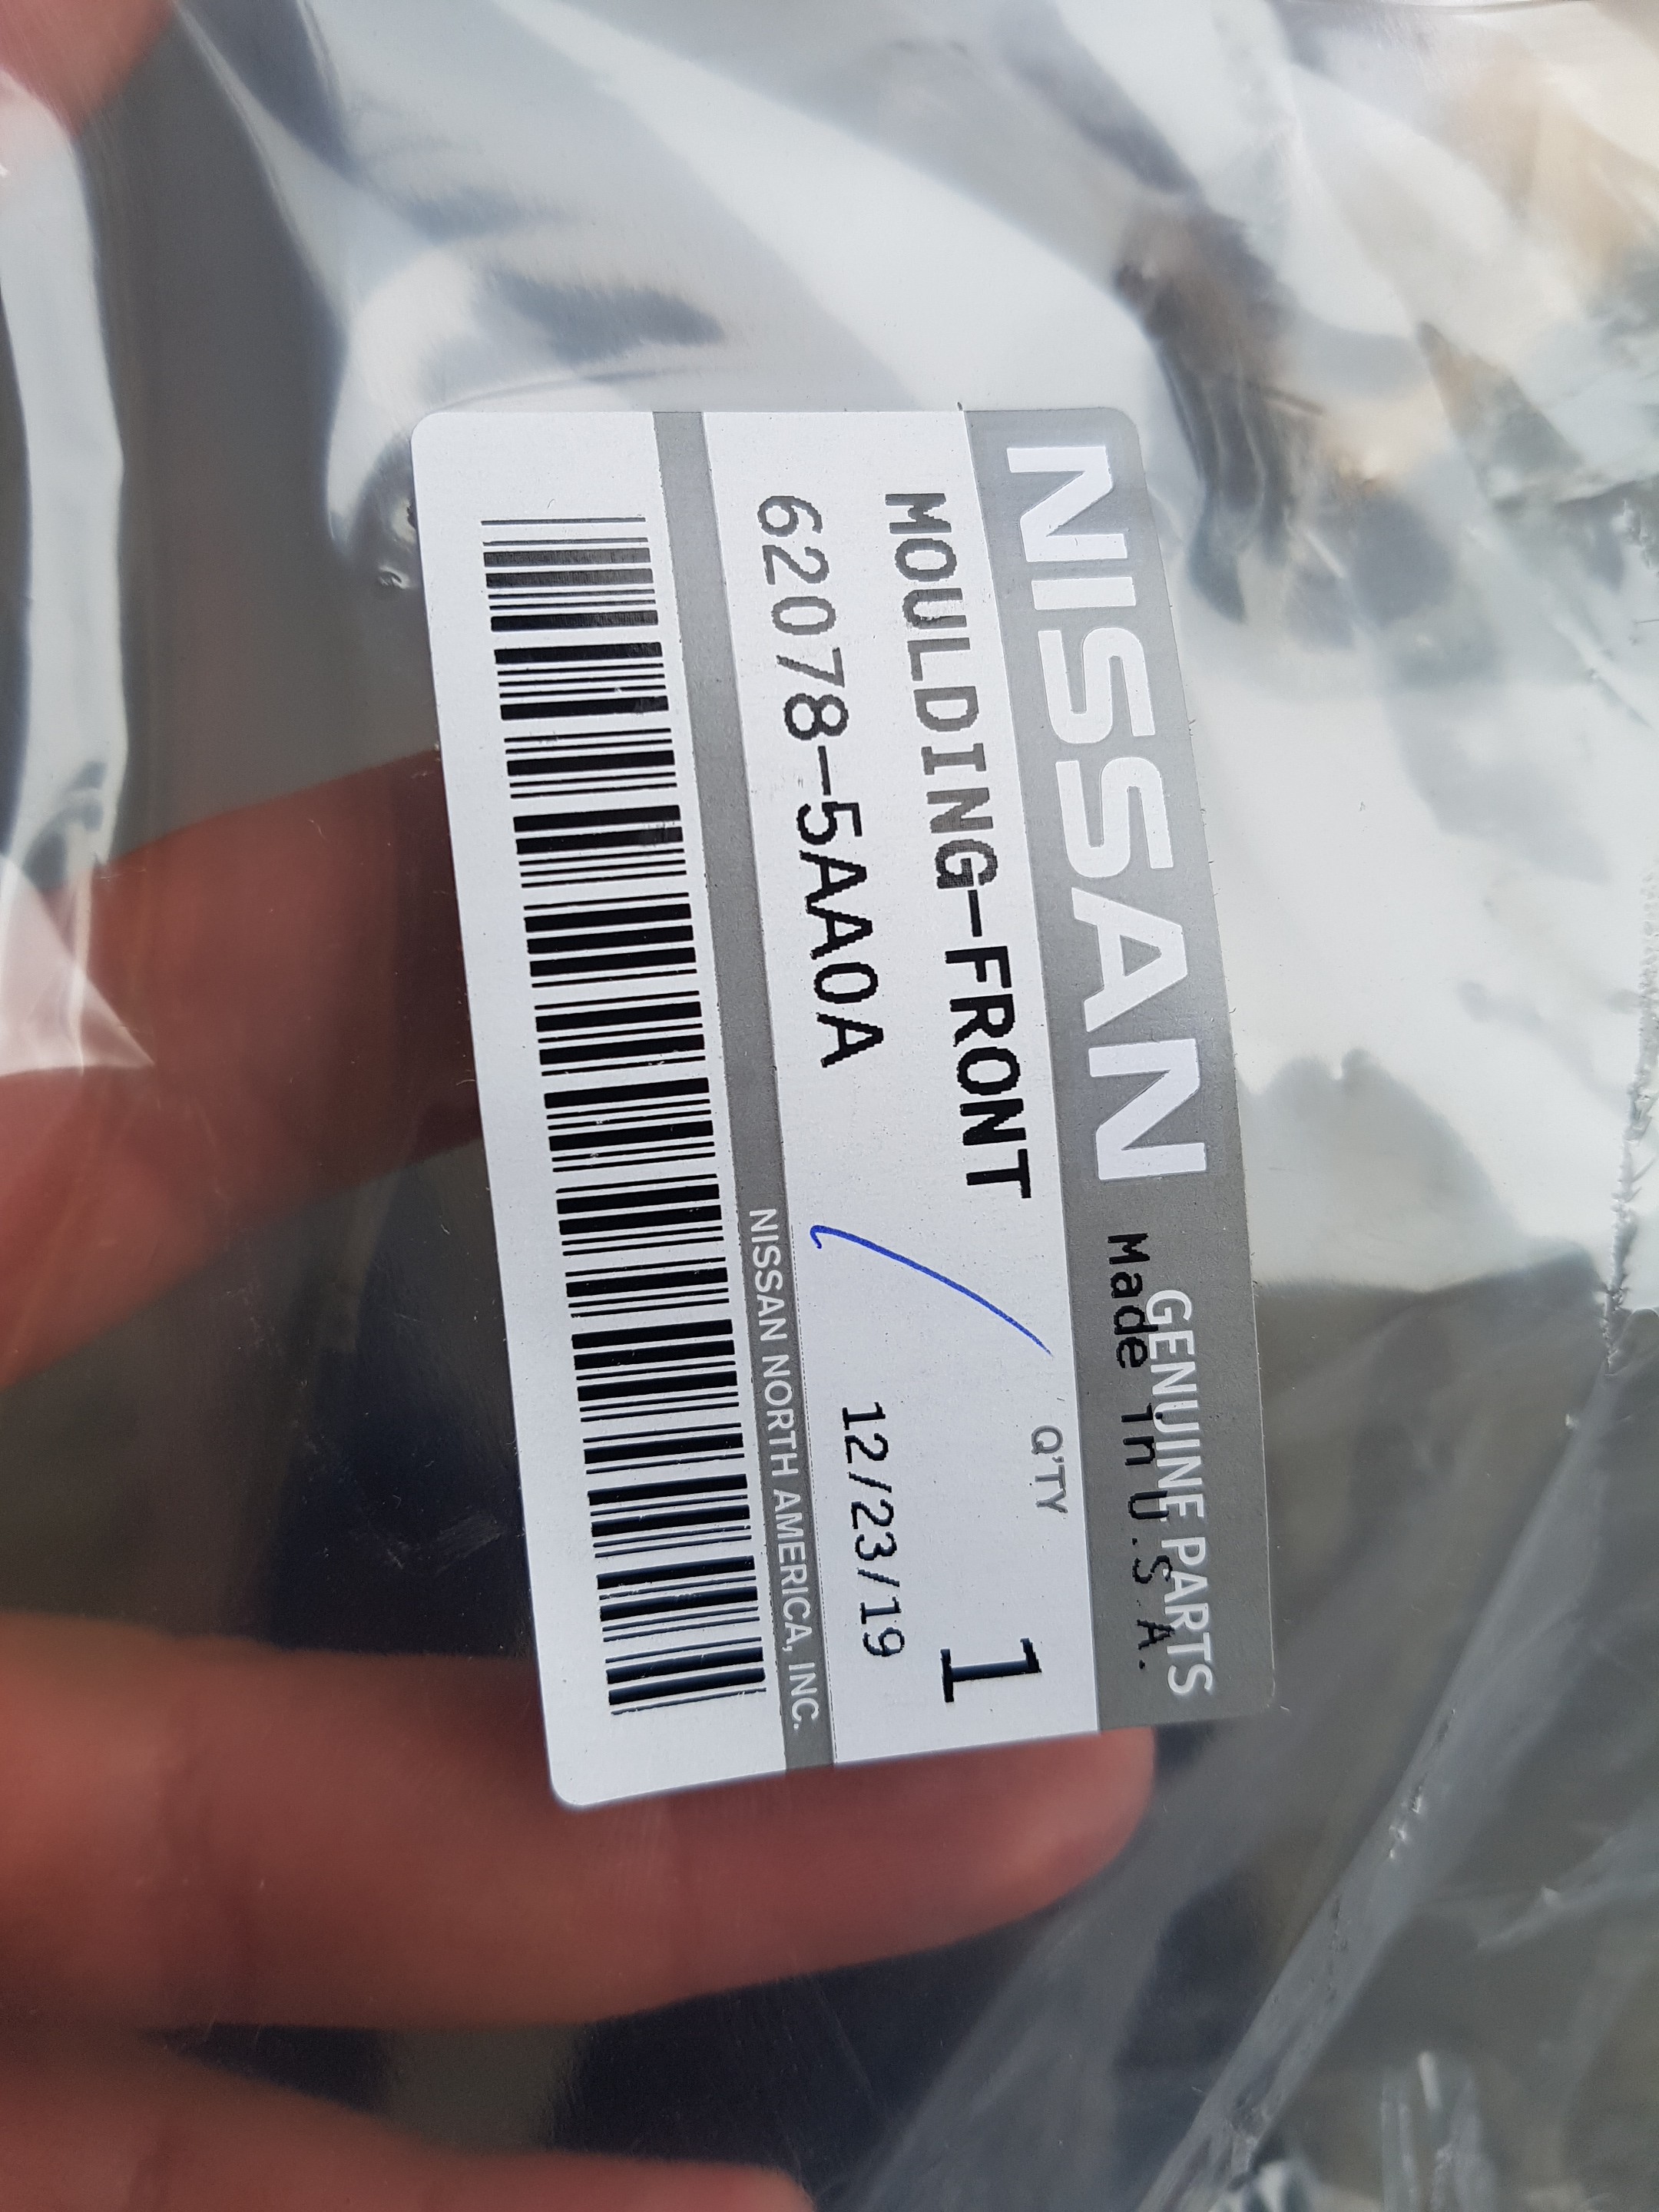 NISSAN
GENUINE PARTS
Made in U.S.A.
MOULDING-FRONT
Q'TY
1
62078-5AA0A
12/23/19
NISSAN NORTH AMERICA, INC.